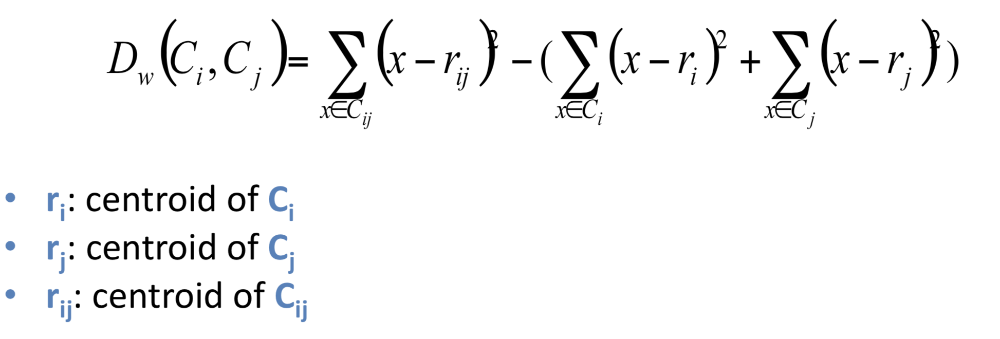 D_w(C_i, C_j) = ∑_{x∈C_ij} (x − r_ij)^2 − (∑_{x∈C_i} (x − r_i)^2 + ∑_{x∈C_j} (x − r_j)^2)
• r_i: centroid of C_i
• r_j: centroid of C_j
• r_ij: centroid of C_ij